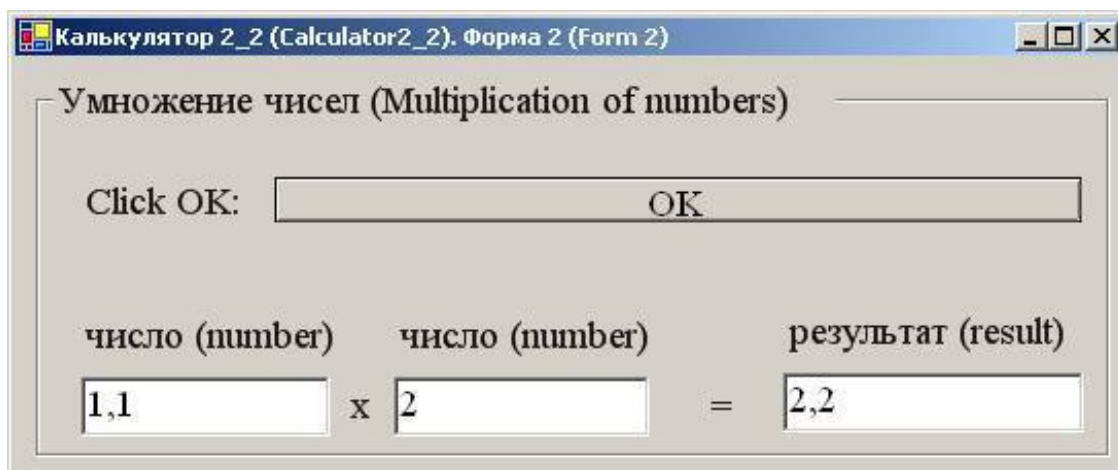 Калькулятор 2_2 (Calculator2_2). Форма 2 (Form 2)
Умножение чисел (Multiplication of numbers)
Click OK: OK
число (number) число (number) результат (result)
1,1 x 2 = 2,2